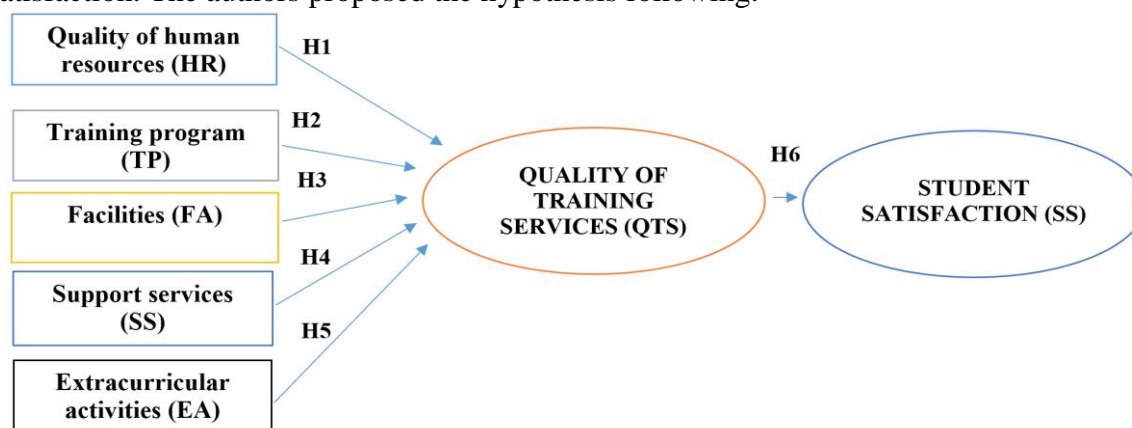 atisfaction. The authors proposed the hypothesis following:
Quality of human
resources (HR)
H1
Training program
(TP)
H2
Facilities (FA)
H3
Support services
(SS)
H4
Extracurricular
activities (EA)
H5
QUALITY OF
TRAINING
SERVICES (QTS)
H6
STUDENT
SATISFACTION (SS)